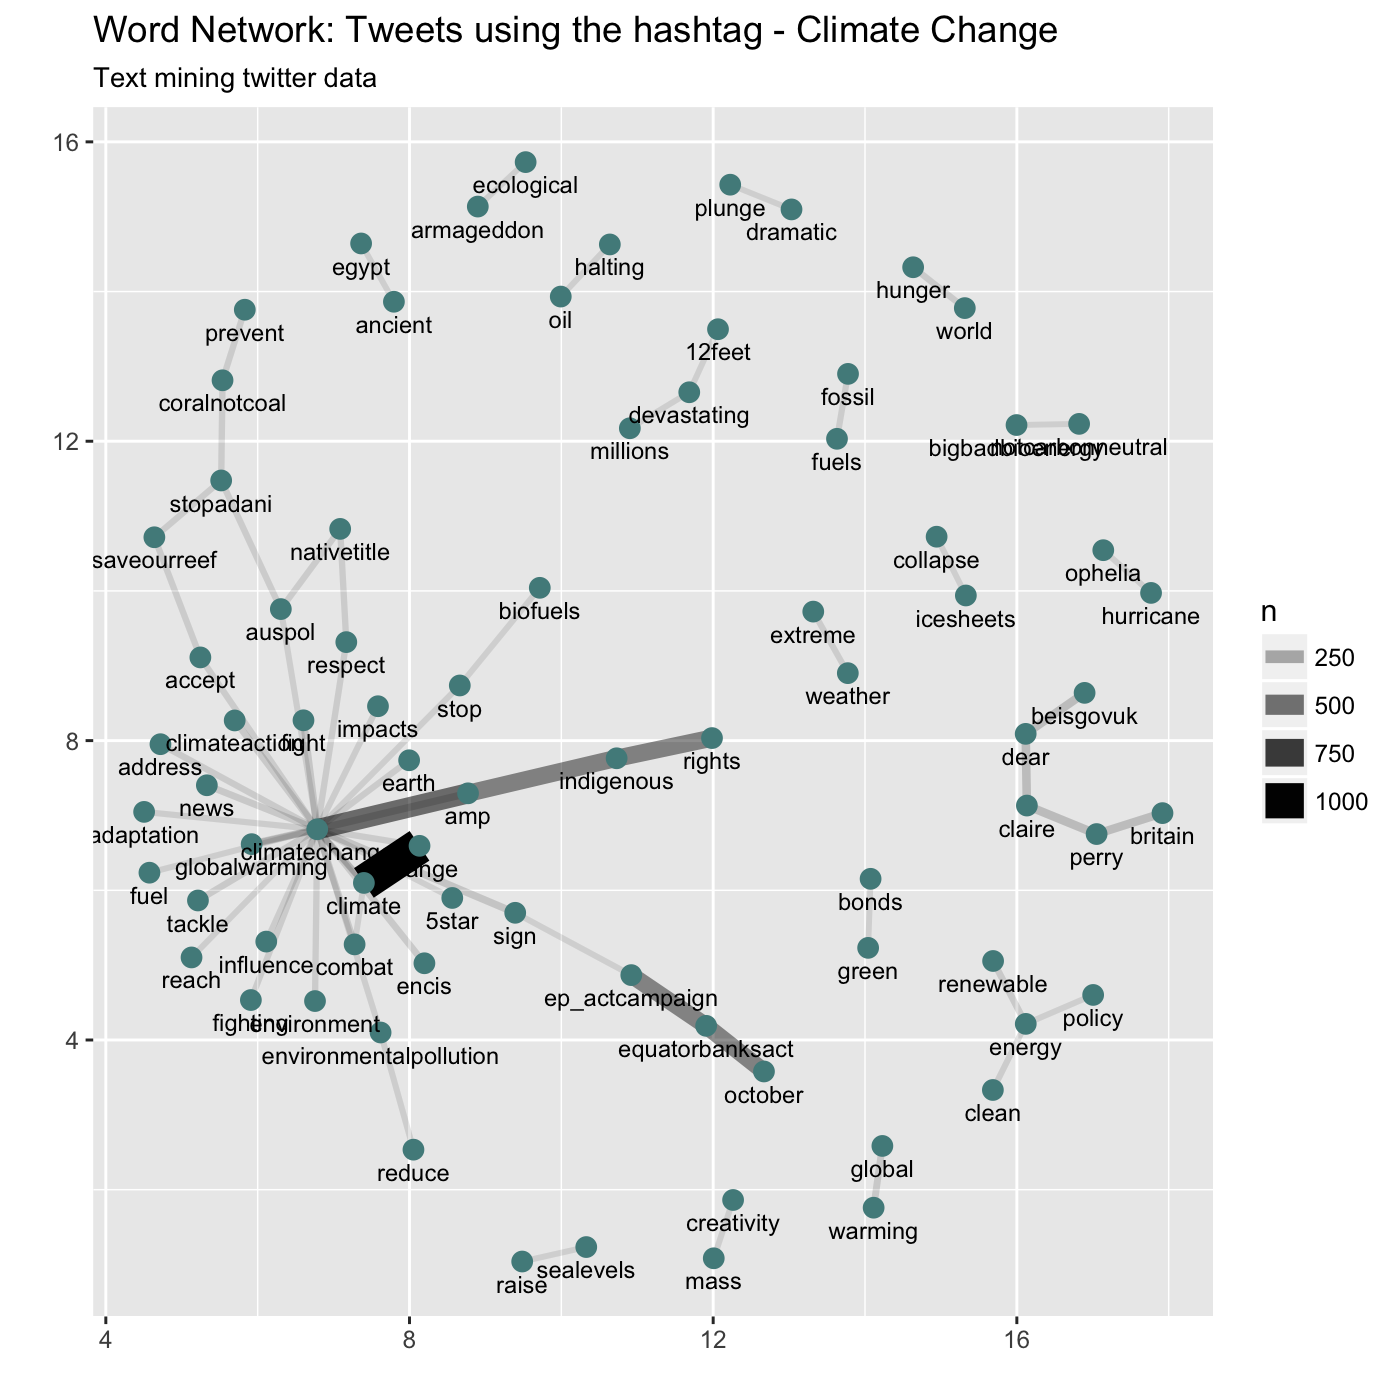 Word Network: Tweets using the hashtag - Climate Change
Text mining twitter data
16
12
8
4
4
8
12
16
ecological
armageddon
plunge
dramatic
egypt
ancient
halting
oil
hunger
world
prevent
coralnotcoal
12feet
devastating
millions
fossil
fuels
notcarbonneutral
stopadani
saveourreef
nativetitle
collapse
icesheets
ophelia
hurricane
biofuels
auspol
respect
extreme
weather
accept
stop
impacts
beisgovuk
dear
climateaction
fight
address
earth
indigenous
rights
news
amp
adaptation
claire
perry
britain
globalwarming
fuel
climate
tackle
5star
sign
bonds
green
influence
combat
reach
encis
renewable
policy
energy
clean
ep_actcampaign
fighting
environment
equatorbanksact
environmentalpollution
october
reduce
global
warming
creativity
mass
sealevels
raise
n
250
500
750
1000